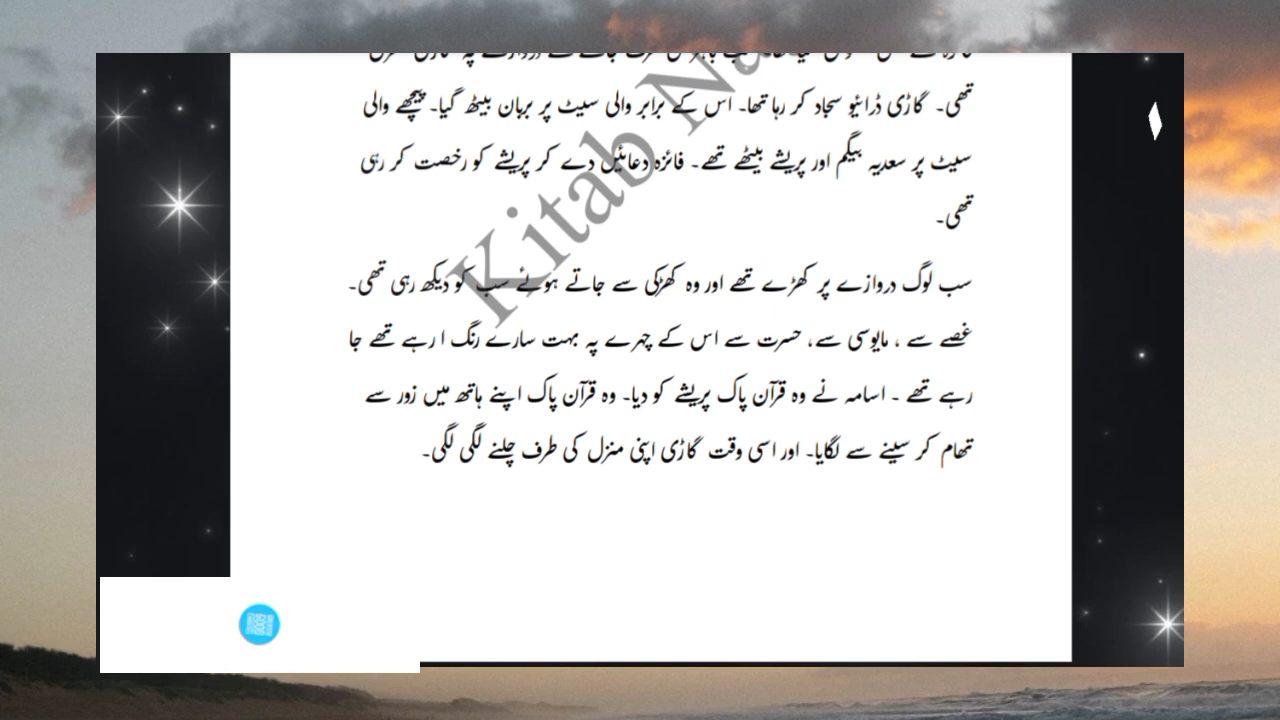 تھی۔ گاڑی ڈرائیو سجاد کر رہا تھا۔ اس کے برابر والی سیٹ پر برہان بیٹھ گیا۔ پیچھے والی
سیٹ پر سعدیہ بیگم اور پریشے بیٹھے تھے۔ فائزہ دعائیں دے کر پریشے کو رخصت کر رہی
تھی۔
سب لوگ دروازے پر کھڑے تھے اور وہ کھڑکی سے جاتے ہوئے سب کو دیکھ رہی تھی۔
غصے سے ، مایوسی سے، حسرت سے اس کے چہرے پہ بہت سارے رنگ ا رہے تھے جا
رہے تھے ۔ اسامہ نے وہ قرآن پاک پریشے کو دیا۔ وہ قرآن پاک اپنے ہاتھ میں زور سے
تھام کر سینے سے لگایا۔ اور اسی وقت گاڑی اپنی منزل کی طرف چلنے لگی لگی۔
Kitab Na